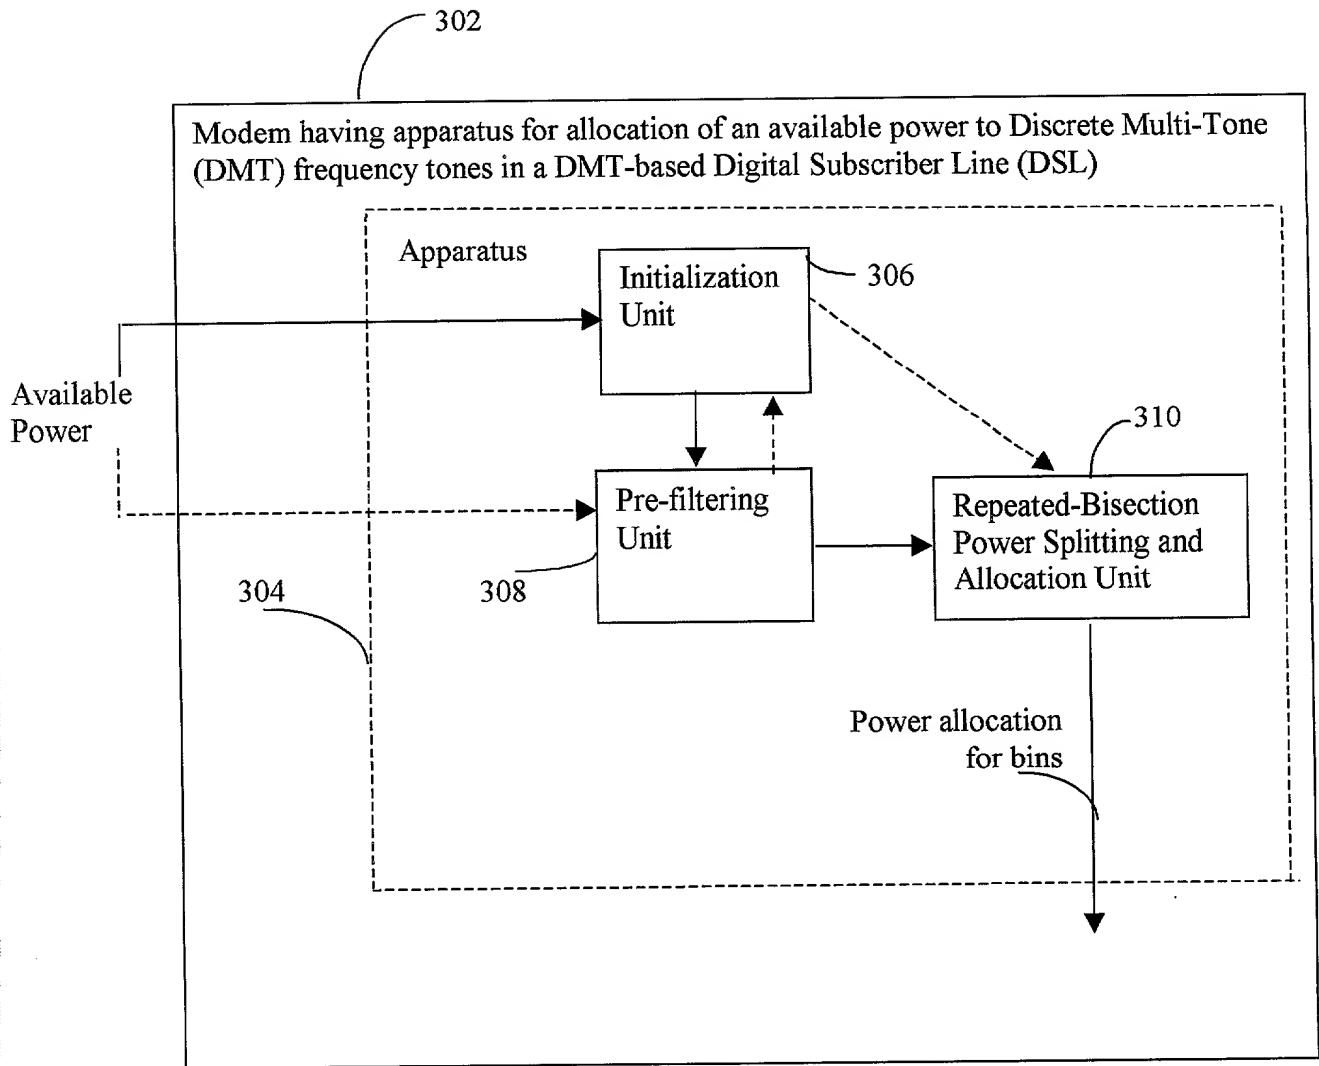 302
Modem having apparatus for allocation of an available power to Discrete Multi-Tone
(DMT) frequency tones in a DMT-based Digital Subscriber Line (DSL)
Apparatus
Initialization
Unit
306
Available
Power
310
Pre-filtering
Unit
Repeated-Bisection
Power Splitting and
Allocation Unit
304
308
Power allocation
for bins